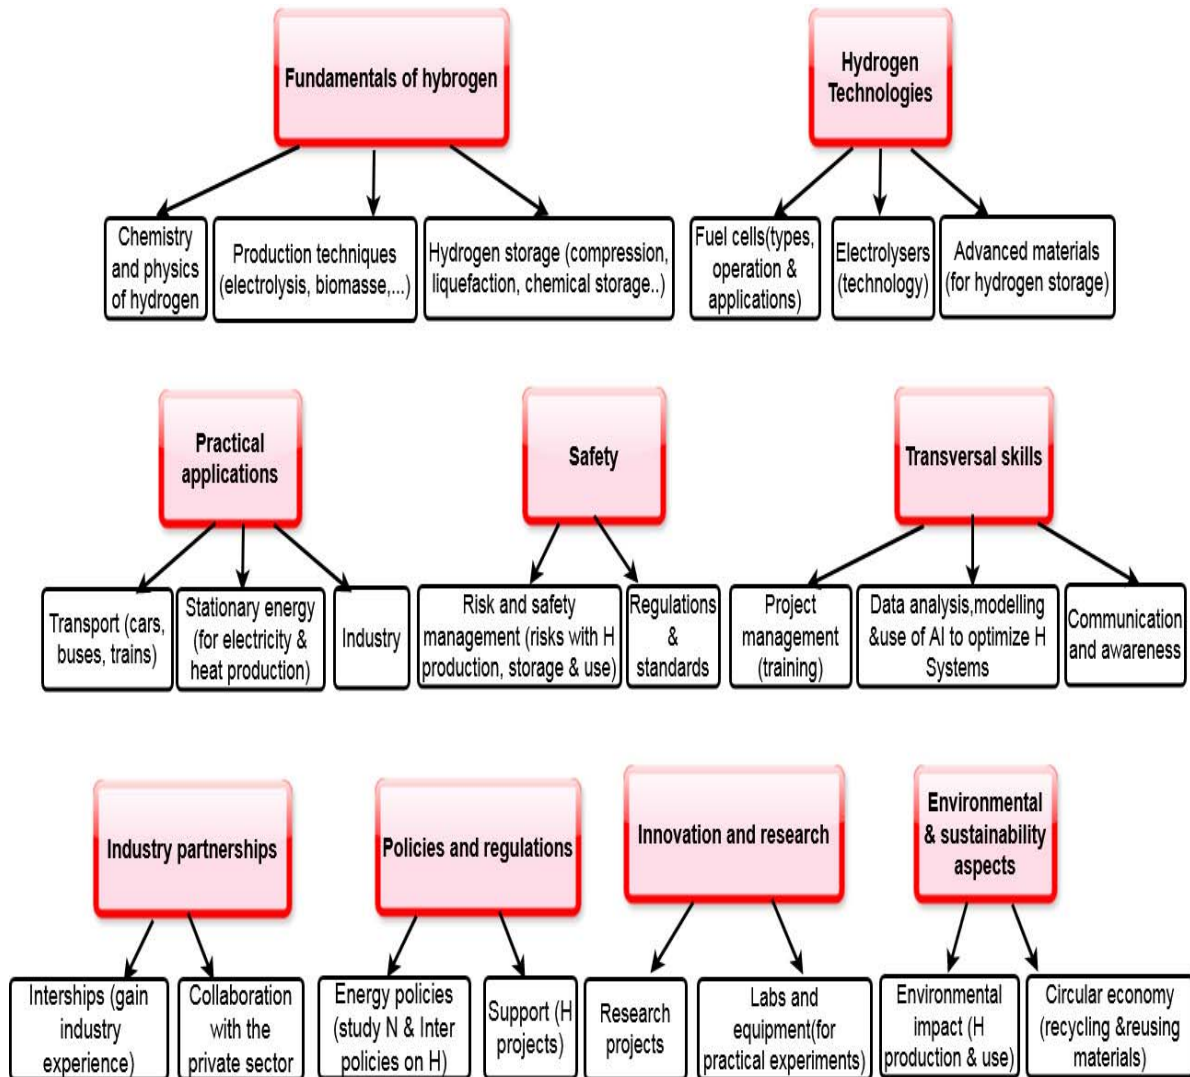 Fundamentals of hybrogen
Hydrogen
Technologies
Chemistry
and physics
of hydrogen
Production techniques
(electrolysis, biomasse,...)
Hydrogen storage (compression,
liquefaction, chemical storage..)
Fuel cells(types,
operation &
applications)
Electrolysers
(technology)
Advanced materials
(for hydrogen storage)
Practical
applications
Safety
Transversal skills
Transport (cars,
buses, trains)
Stationary energy
(for electricity &
heat production)
Industry
Risk and safety
management (risks with H
production, storage & use)
Regulations
&
standards
Project
management
(training)
Data analysis,modelling
&use of AI to optimize H
Systems
Communication
and awareness
Industry partnerships
Policies and regulations
Innovation and research
Environmental
& sustainability
aspects
Interships (gain
industry
experience)
Collaboration
with the
private sector
Energy policies
(study N & Inter
policies on H)
Support (H
projects)
Research
projects
Labs and
equipment(for
practical experiments)
Environmental
impact (H
production & use)
Circular economy
(recycling &reusing
materials)